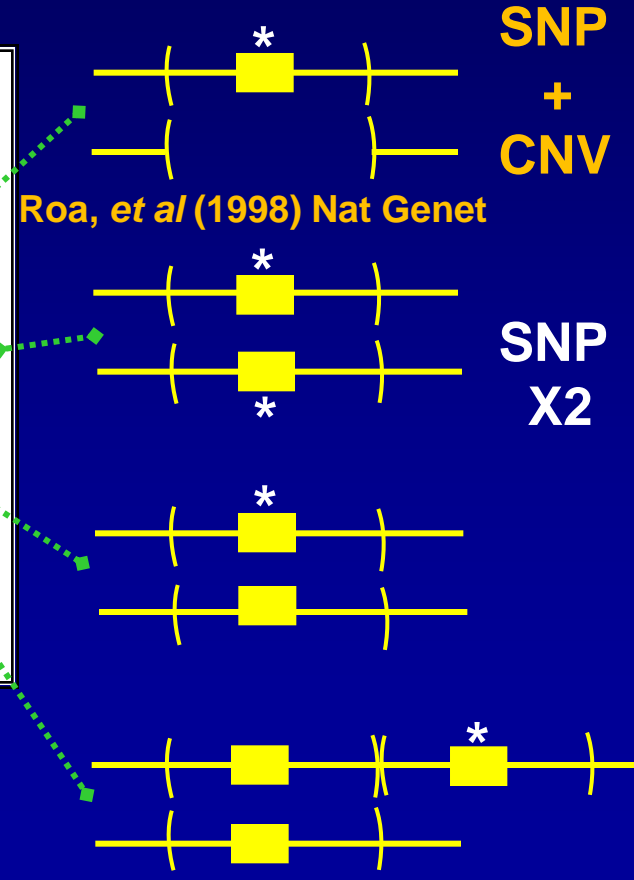 *
SNP
+
CNV
Roa, et al (1998) Nat Genet
*
SNP
X2
*
*
*